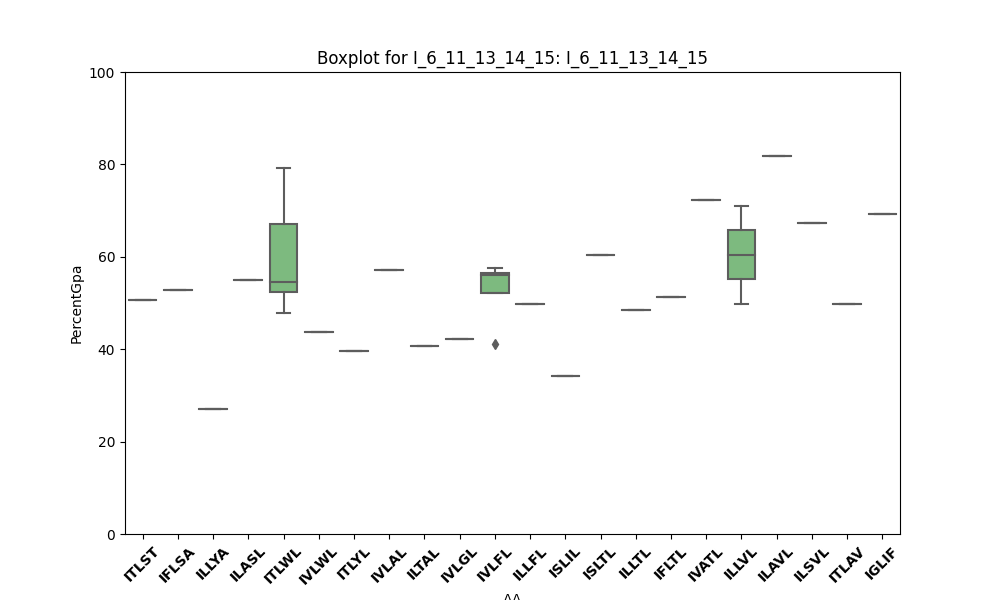 Boxplot for I_6_11_13_14_15: I_6_11_13_14_15
100
80
60
40
20
0
PercentGpa
ITLST
IFLSA
ILLYA
ILASL
ITLWL
IVLWL
ITLYL
IVLAL
ILTAL
IVLGL
IVLFL
ILLFL
ISLIL
ISLTL
ILLTL
IFLTL
IVATL
ILLVL
ILAVL
ILSVL
ITLAV
IGLIF
AA